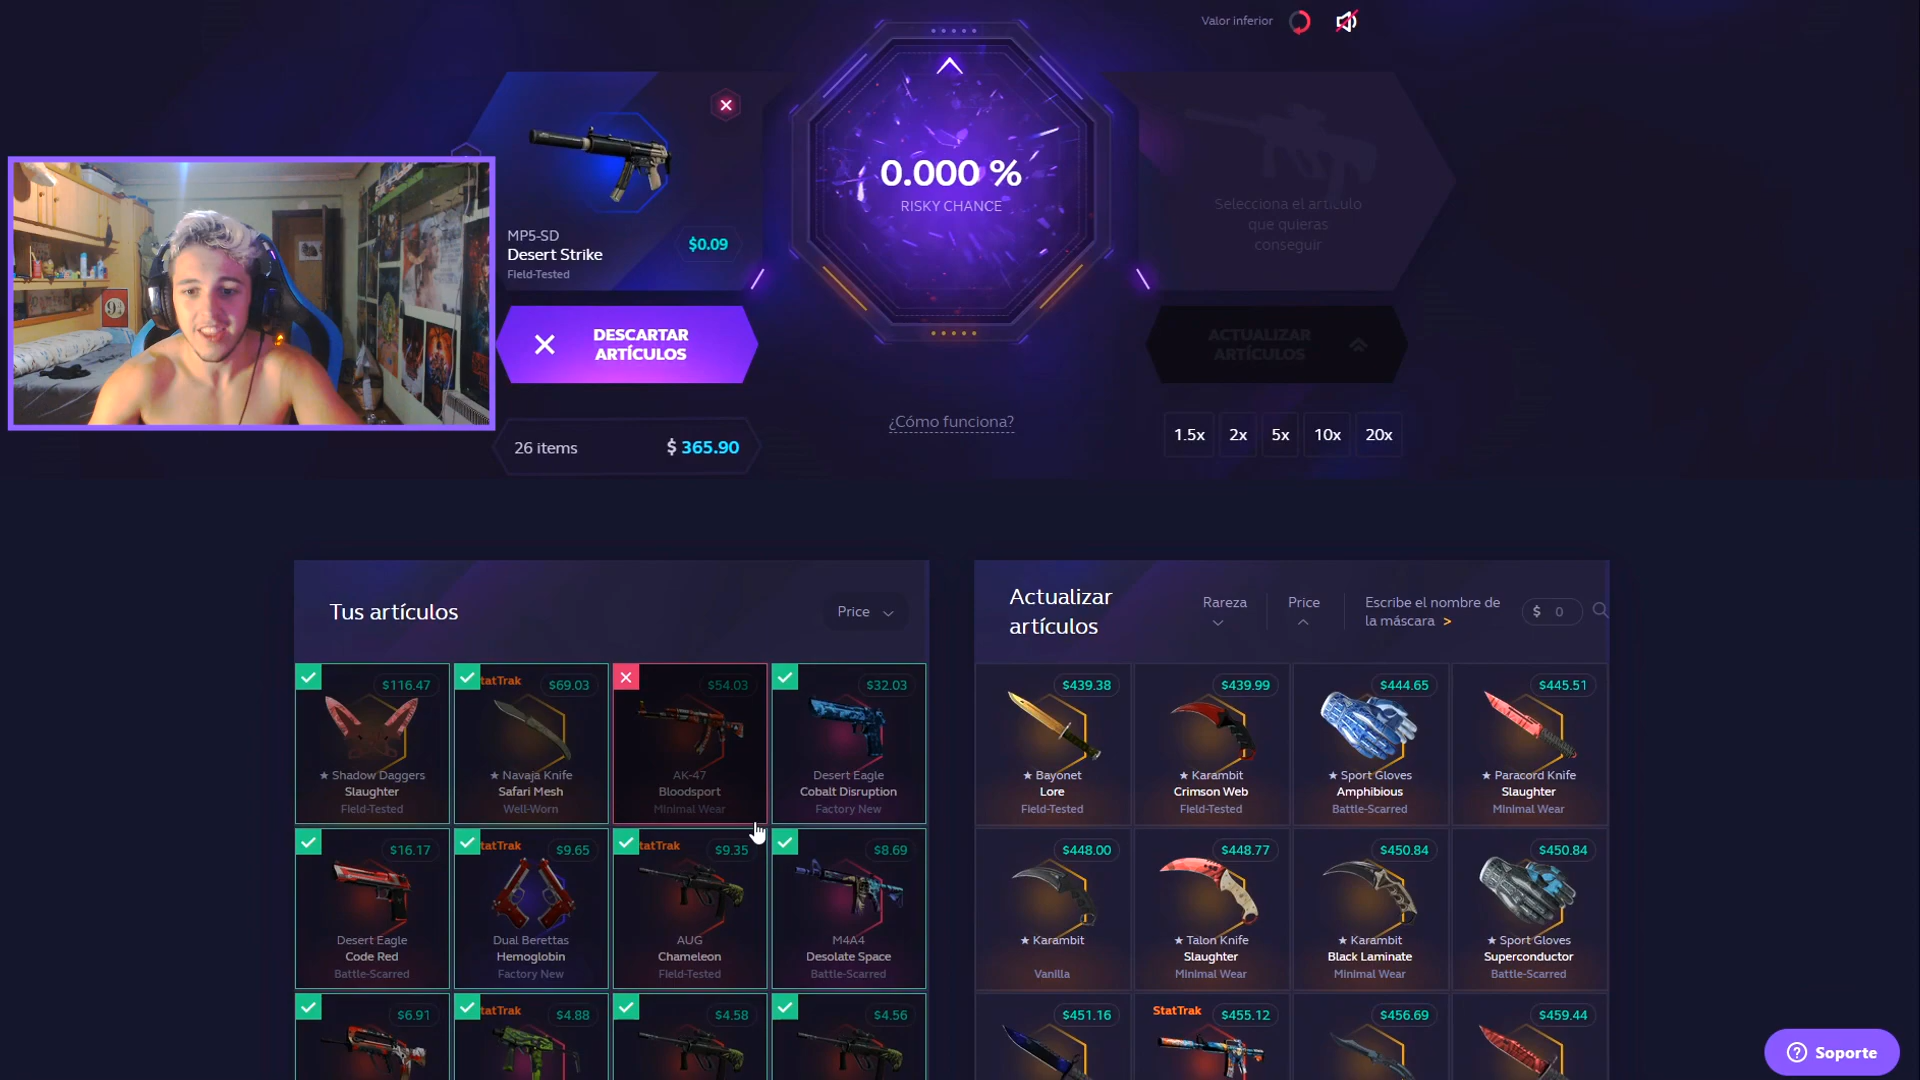 Valor inferior
0.000 %
RISKY CHANCE
MP5-SD
Desert Strike
Field-Tested
$0.09
Selecciona el artículo
que quieras
conseguir
DESCARTAR
ARTÍCULOS
ACTUALIZAR
ARTÍCULOS
26 items
$ 365.90
¿Cómo funciona?
1.5x
2x
5x
10x
20x
Tus artículos
Price
Actualizar
artículos
Rareza
Price
Escribe el nombre de
la máscara >
$ 0
$116.47
★ Shadow Daggers
Slaughter
Field-Tested
tatTrak
$69.03
★ Navaja Knife
Safari Mesh
Well-Worn
$54.03
AK-47
Bloodsport
Minimal Wear
$32.03
Desert Eagle
Cobalt Disruption
Factory New
$439.38
★ Bayonet
Lore
Field-Tested
$439.99
★ Karambit
Crimson Web
Field-Tested
$444.65
★ Sport Gloves
Amphibious
Battle-Scarred
$445.51
★ Paracord Knife
Slaughter
Minimal Wear
$16.17
Desert Eagle
Code Red
Battle-Scarred
tatTrak
$9.65
Dual Berettas
Hemoglobin
Factory New
tatTrak
$9.35
AUG
Chameleon
Field-Tested
$8.69
M4A4
Desolate Space
Battle-Scarred
$448.00
★ Karambit
Vanilla
$448.77
★ Talon Knife
Slaughter
Minimal Wear
$450.84
★ Karambit
Black Laminate
Minimal Wear
$450.84
★ Sport Gloves
Superconductor
Battle-Scarred
$6.91
tatTrak
$4.88
$4.58
$4.56
$451.16
StatTrak
$455.12
$456.69
$459.44
Soporte